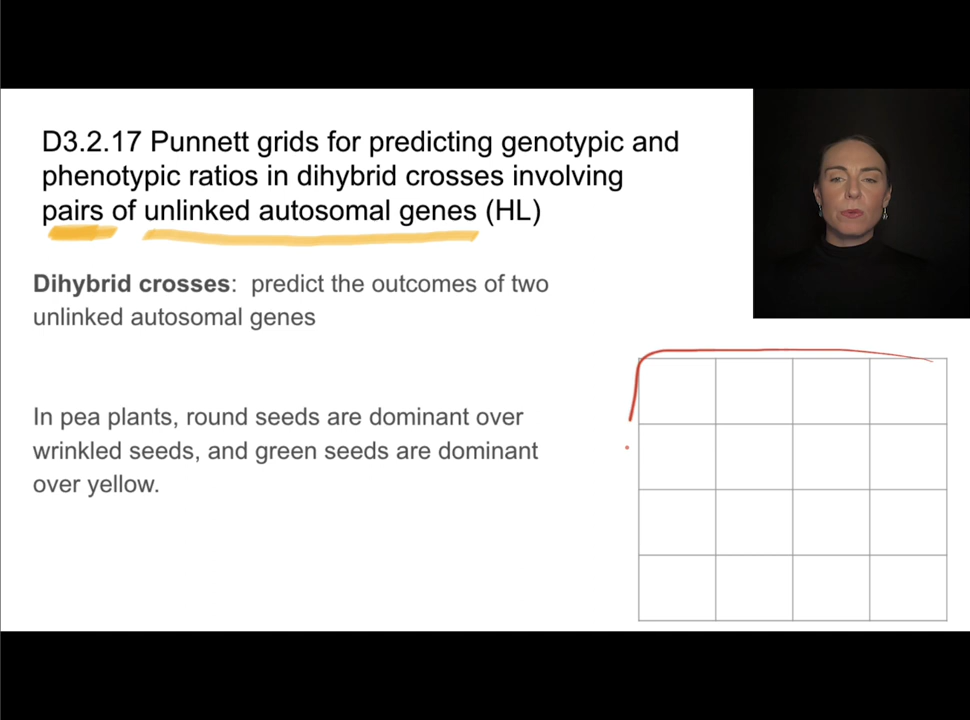 D3.2.17 Punnett grids for predicting genotypic and
phenotypic ratios in dihybrid crosses involving
pairs of unlinked autosomal genes (HL)
Dihybrid crosses:  predict the outcomes of two
unlinked autosomal genes
In pea plants, round seeds are dominant over
wrinkled seeds, and green seeds are dominant
over yellow.